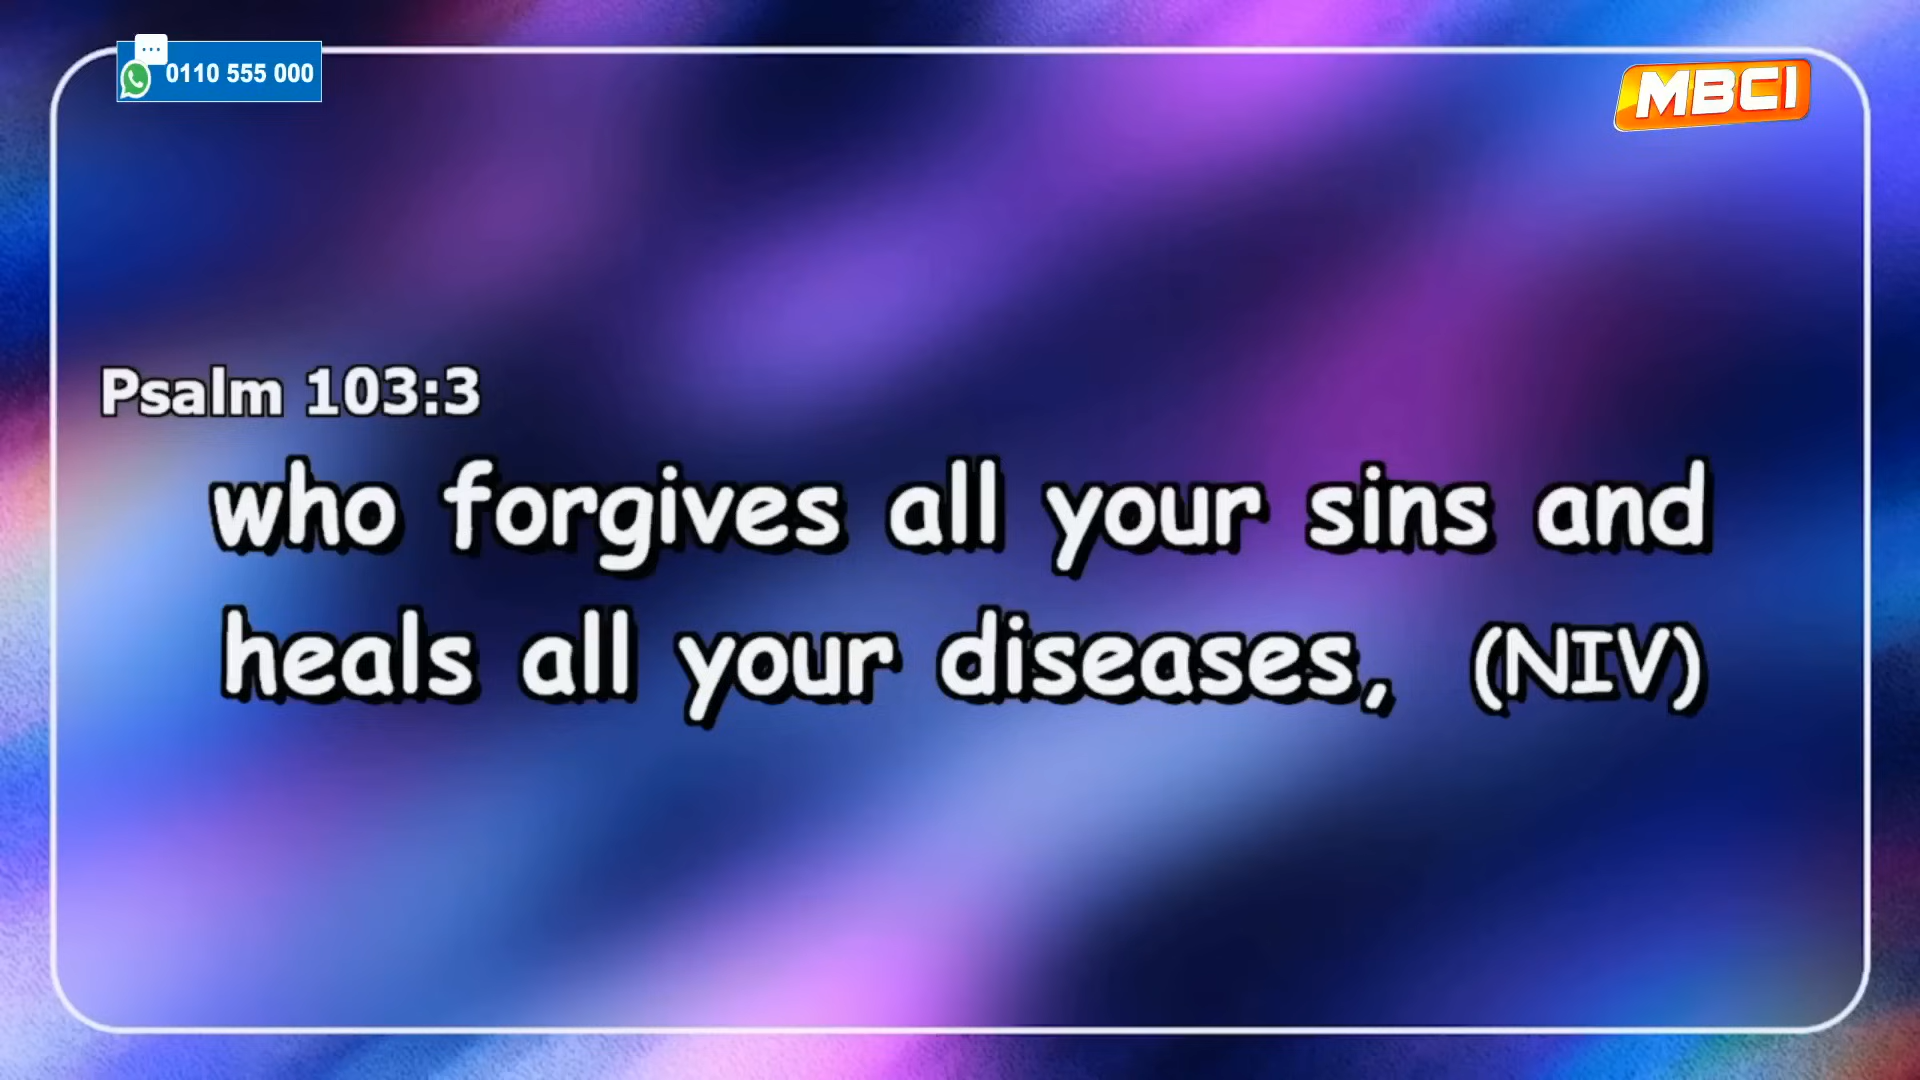 0110 555 000
MBCI
Psalm 103:3
who forgives all your sins and
heals all your diseases, (NIV)